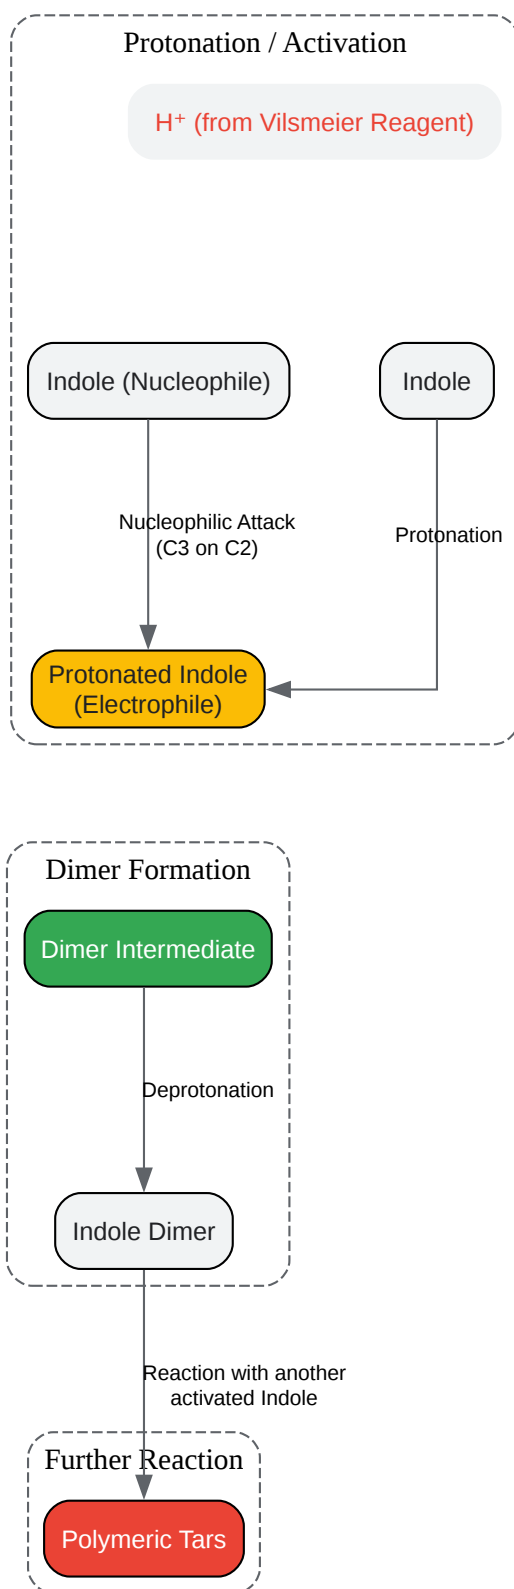 Protonation / Activation
H⁺ (from Vilsmeier Reagent)
Indole (Nucleophile)
Indole
Nucleophilic Attack
(C3 on C2)
Protonation
Protonated Indole
(Electrophile)
Dimer Formation
Dimer Intermediate
Deprotonation
Indole Dimer
Reaction with another
activated Indole
Further Reaction
Polymeric Tars